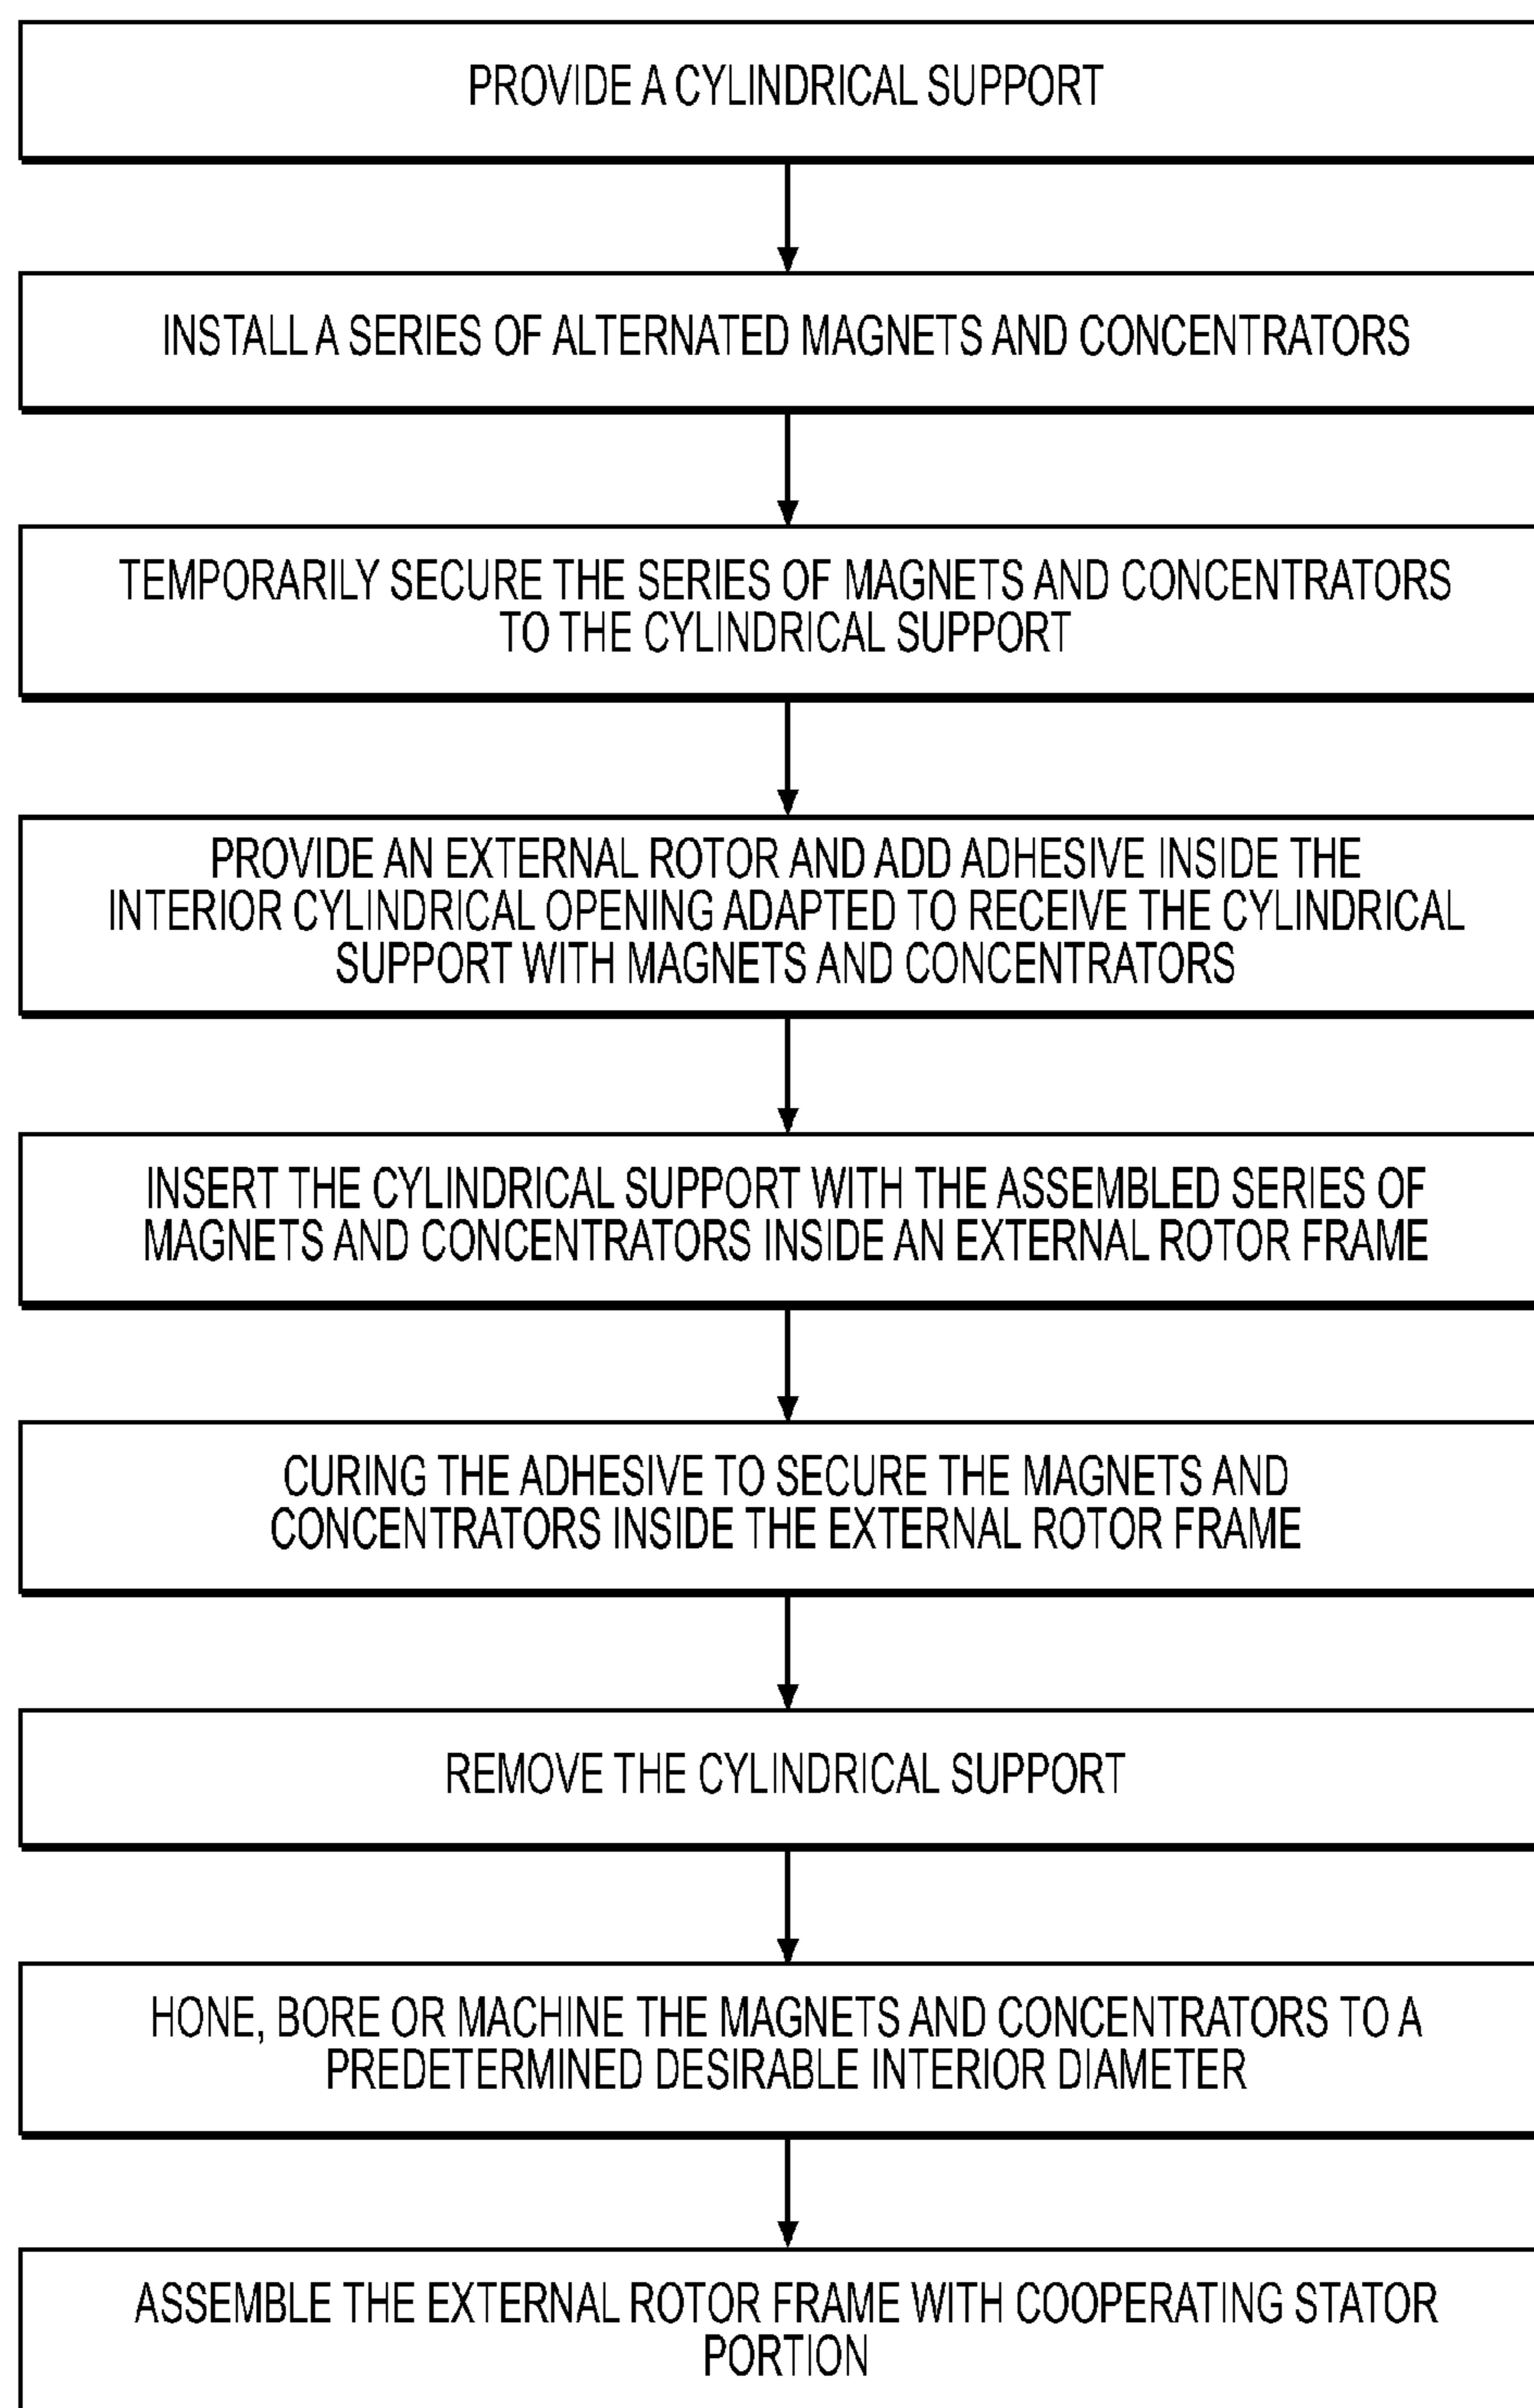 PROVIDE A CYLINDRICAL SUPPORT
INSTALL A SERIES OF ALTERNATED MAGNETS AND CONCENTRATORS
TEMPORARILY SECURE THE SERIES OF MAGNETS AND CONCENTRATORS
TO THE CYLINDRICAL SUPPORT
PROVIDE AN EXTERNAL ROTOR AND ADD ADHESIVE INSIDE THE
INTERIOR CYLINDRICAL OPENING ADAPTED TO RECEIVE THE CYLINDRICAL
SUPPORT WITH MAGNETS AND CONCENTRATORS
INSERT THE CYLINDRICAL SUPPORT WITH THE ASSEMBLED SERIES OF
MAGNETS AND CONCENTRATORS INSIDE AN EXTERNAL ROTOR FRAME
CURING THE ADHESIVE TO SECURE THE MAGNETS AND
CONCENTRATORS INSIDE THE EXTERNAL ROTOR FRAME
REMOVE THE CYLINDRICAL SUPPORT
HONE, BORE OR MACHINE THE MAGNETS AND CONCENTRATORS TO A
PREDETERMINED DESIRABLE INTERIOR DIAMETER
ASSEMBLE THE EXTERNAL ROTOR FRAME WITH COOPERATING STATOR
PORTION